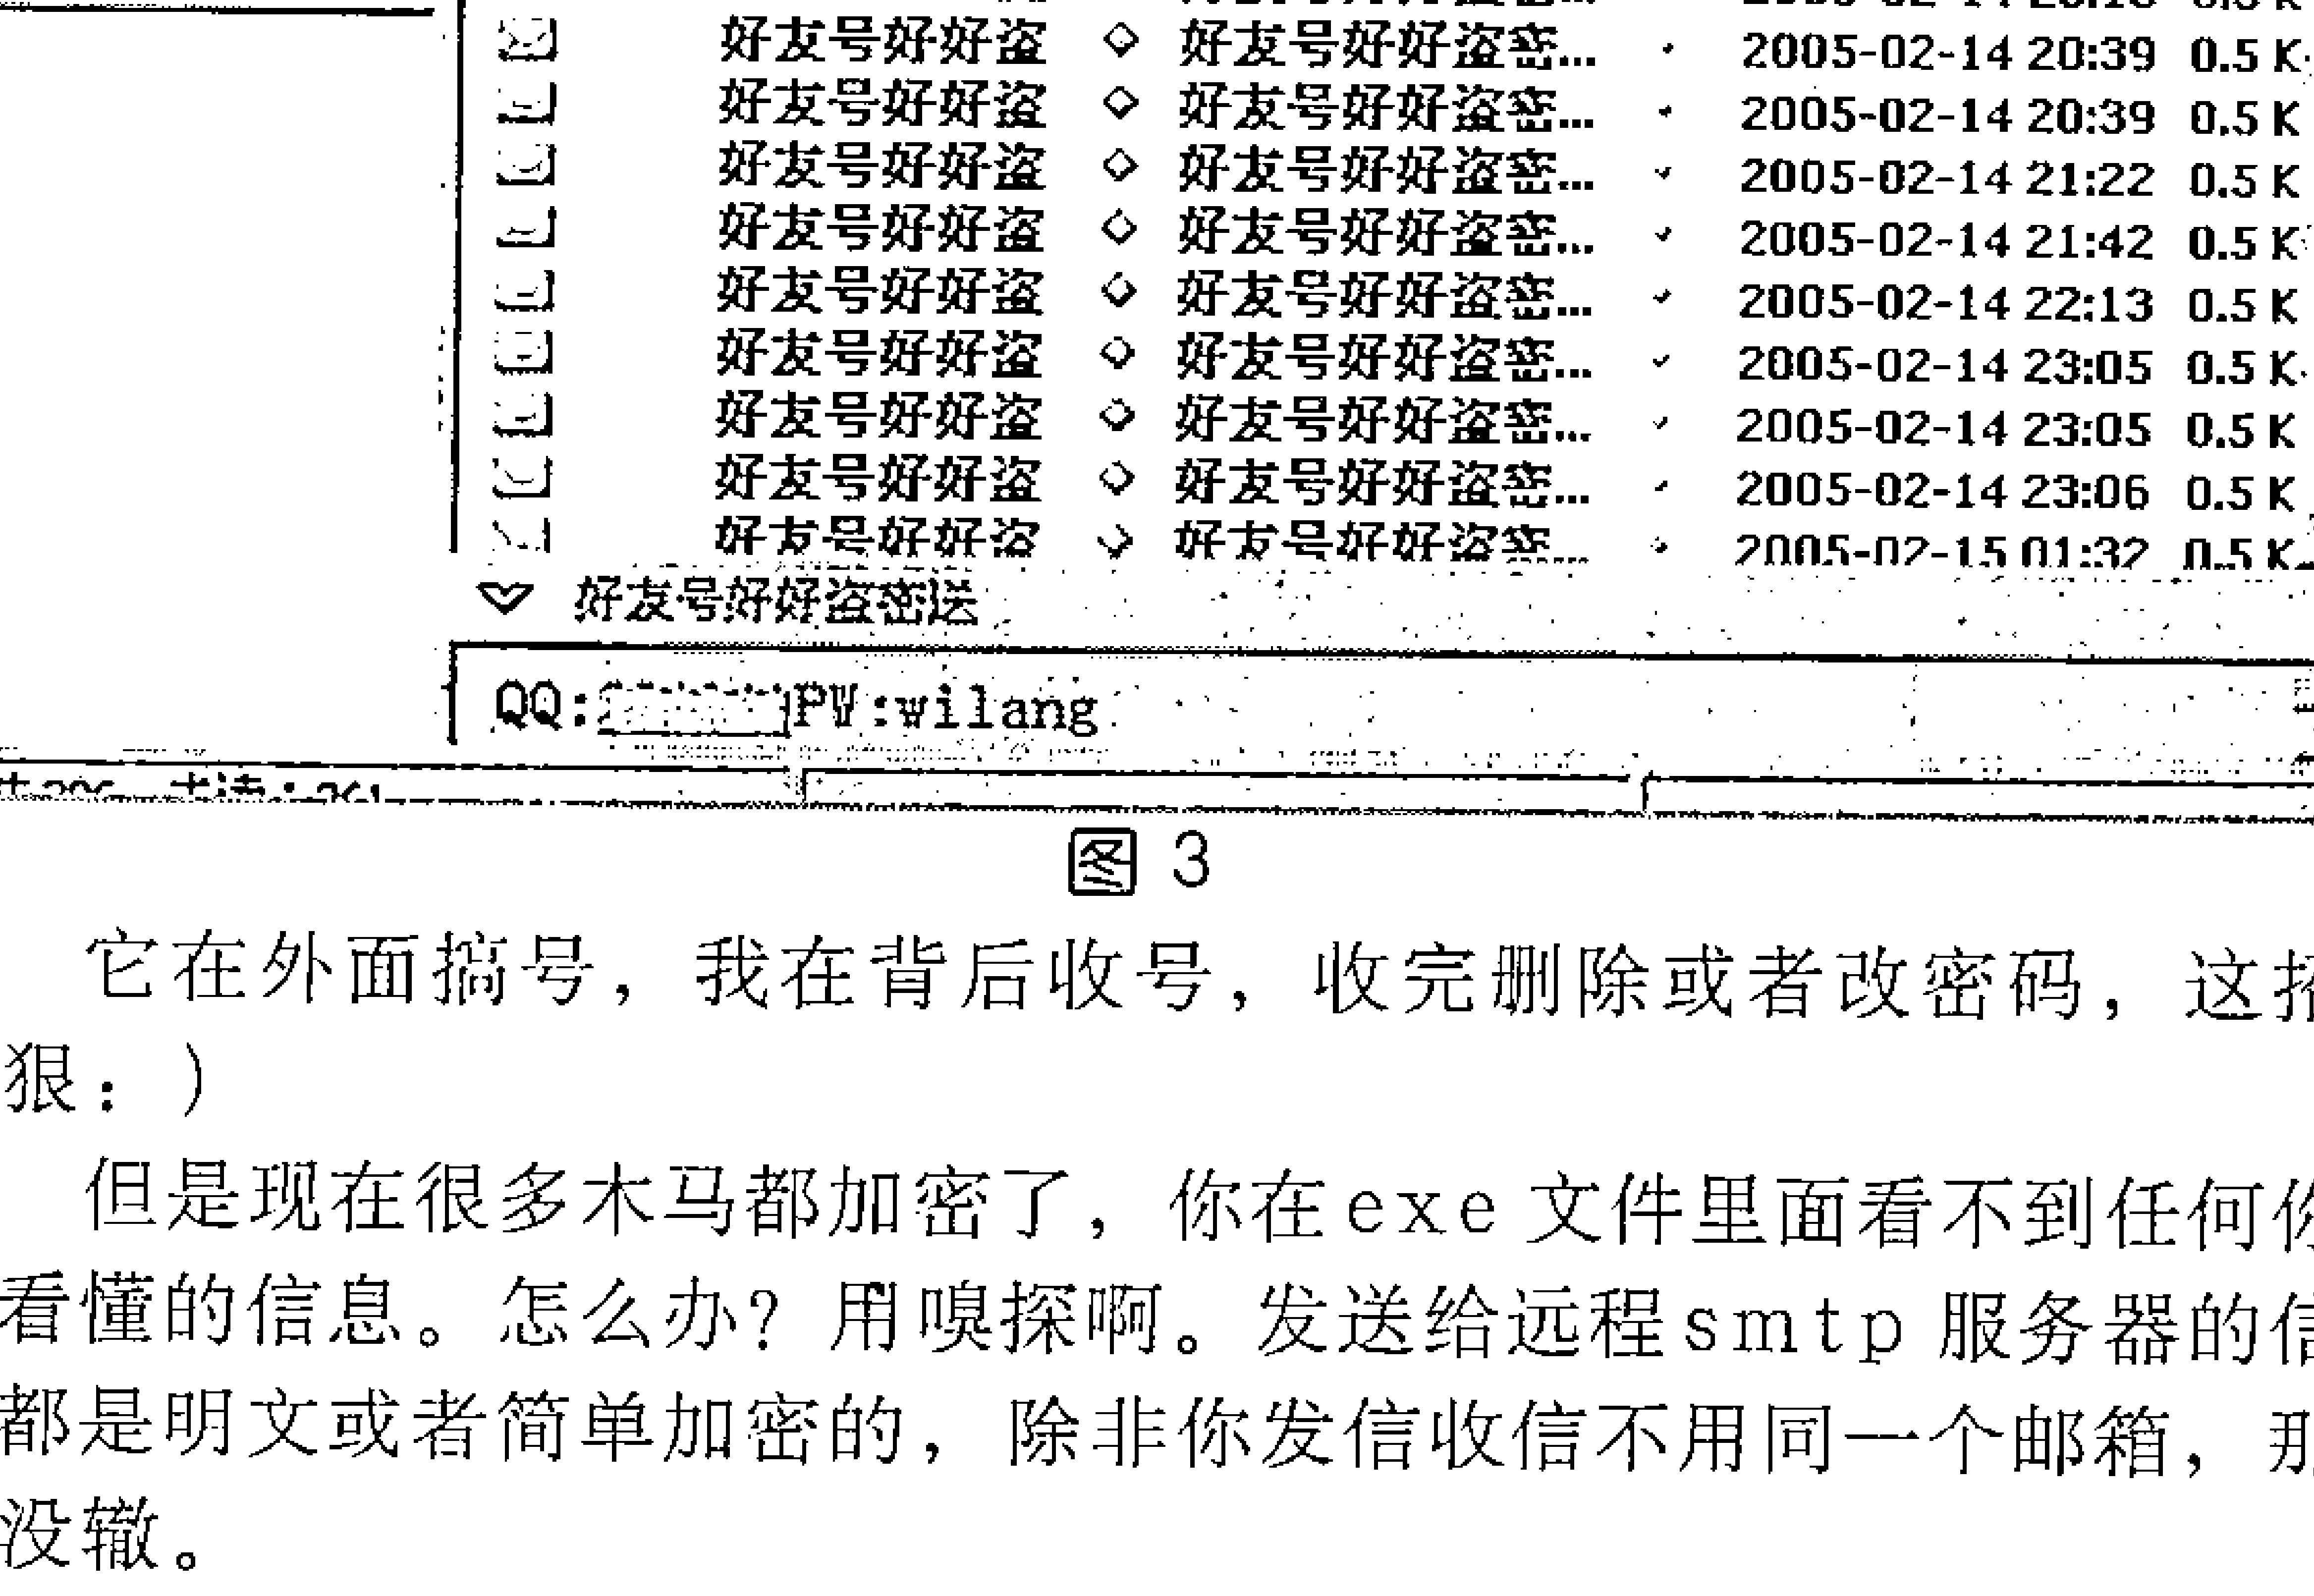 好友号好好盗 ◇ 好友号好好盗密... 2005-02-14 20:39 0.5 K
好友号好好盗 ◇ 好友号好好盗密... 2005-02-14 20:39 0.5 K
好友号好好盗 ◇ 好友号好好盗密... 2005-02-14 21:22 0.5 K
好友号好好盗 ◇ 好友号好好盗密... 2005-02-14 21:42 0.5 K
好友号好好盗 ◇ 好友号好好盗密... 2005-02-14 22:13 0.5 K
好友号好好盗 ◇ 好友号好好盗密... 2005-02-14 23:05 0.5 K
好友号好好盗 ◇ 好友号好好盗密... 2005-02-14 23:05 0.5 K
好友号好好盗 ◇ 好友号好好盗密... 2005-02-14 23:06 0.5 K
好友号好好盗 ◇ 好友号好好盗密... 2005-02-15 01:32 0.5 K
好友号好好盗密送
QQ: PW:wilang
图 3
它在外面搞号，我在背后收号，收完删除或者改密码，这招
狠：）
但是现在很多木马都加密了，你在exe文件里面看不到任何你
看懂的信息。怎么办？用嗅探啊。发送给远程smtp服务器的信
都是明文或者简单加密的，除非你发信收信不用同一个邮箱，那
没辙。